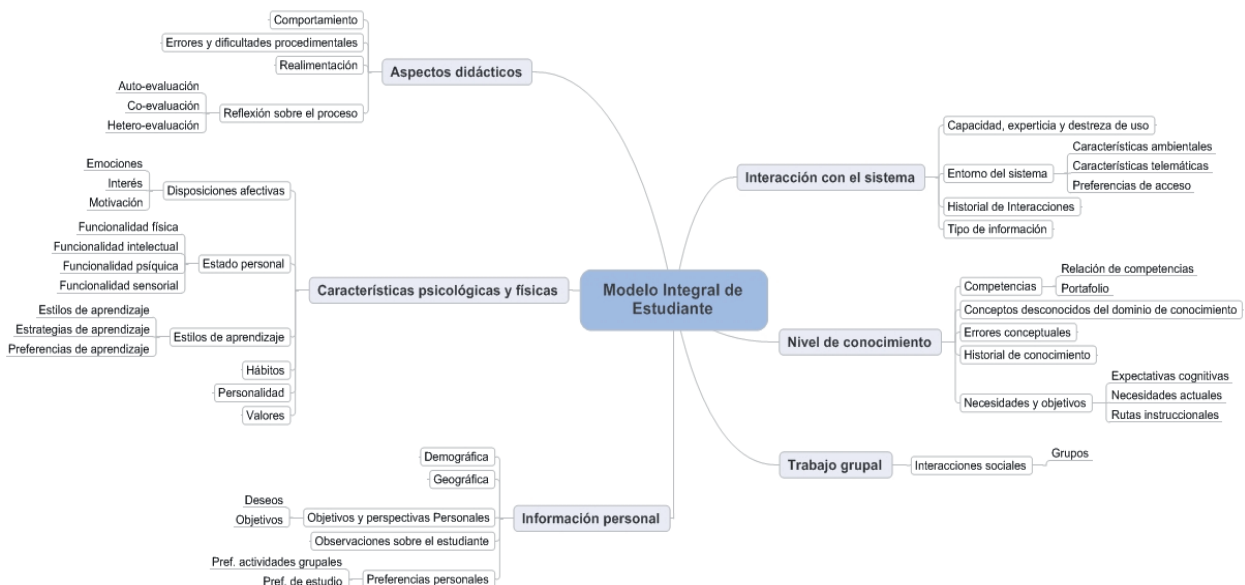 Comportamiento
Errores y dificultades procedimentales
Realimentación
Auto-evaluación
Co-evaluación
Hetero-evaluación
Reflexión sobre el proceso
Aspectos didácticos
Emociones
Interés
Motivación
Disposiciones afectivas
Funcionalidad física
Funcionalidad intelectual
Funcionalidad psíquica
Funcionalidad sensorial
Estado personal
Estilos de aprendizaje
Estrategias de aprendizaje
Preferencias de aprendizaje
Estilos de aprendizaje
Hábitos
Personalidad
Valores
Características psicológicas y físicas
Demográfica
Geográfica
Deseos
Objetivos
Objetivos y perspectivas Personales
Observaciones sobre el estudiante
Pref. actividades grupales
Pref. de estudio
Preferencias personales
Información personal
Modelo Integral de
Estudiante
Interacción con el sistema
Capacidad, experticia y destreza de uso
Entorno del sistema
Características ambientales
Características telemáticas
Preferencias de acceso
Historial de Interacciones
Tipo de información
Nivel de conocimiento
Competencias
Relación de competencias
Portafolio
Conceptos desconocidos del dominio de conocimiento
Errores conceptuales
Historial de conocimiento
Necesidades y objetivos
Expectativas cognitivas
Necesidades actuales
Rutas instruccionales
Trabajo grupal
Interacciones sociales
Grupos